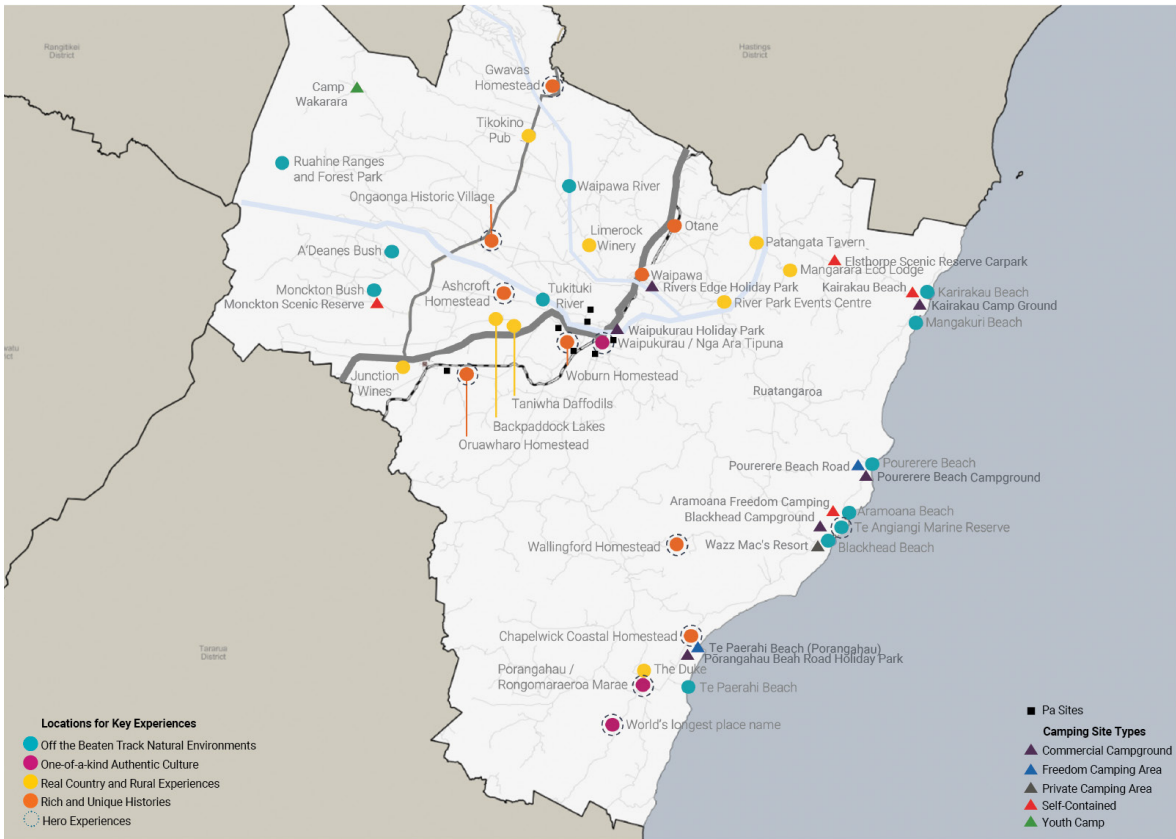 Rangitikei
District
Hastings
District
Gwavas
Homestead
Camp
Wakarara
Tikokino
Pub
Ruahine Ranges
and Forest Park
Waipawa River
Ongaonga Historic Village
Limerock
Winery
Otane
Patangata Tavern
A'Deanes Bush
Elsthorpe Scenic Reserve Carpark
Mangarara Eco Lodge
Waipawa
Rivers Edge Holiday Park
Kairakau Beach
Karirakau Beach
Monckton Bush
Monckton Scenic Reserve
Ashcroft
Homestead
Tukituki
River
River Park Events Centre
Kairakau Camp Ground
Mangakuri Beach
Waipukurau Holiday Park
Waipukurau / Nga Ara Tipuna
Junction
Wines
Woburn Homestead
Ruatangaroa
Taniwha Daffodils
Backpaddock Lakes
Oruawharo Homestead
Pourerere Beach Road
Pourerere Beach
Pourerere Beach Campground
Aramoana Freedom Camping
Aramoana Beach
Blackhead Campground
Te Angiangi Marine Reserve
Wallingford Homestead
Wazz Mac's Resort
Blackhead Beach
Chapelwick Coastal Homestead
Te Paerahi Beach (Porangahau)
Porangahau Beah Road Holiday Park
Tararua
District
Porangahau /
Rongomaraeroa Marae
The Duke
Te Paerahi Beach
World's longest place name
Locations for Key Experiences
Off the Beaten Track Natural Environments
One-of-a-kind Authentic Culture
Real Country and Rural Experiences
Rich and Unique Histories
Hero Experiences
Pa Sites
Camping Site Types
Commercial Campground
Freedom Camping Area
Private Camping Area
Self-Contained
Youth Camp